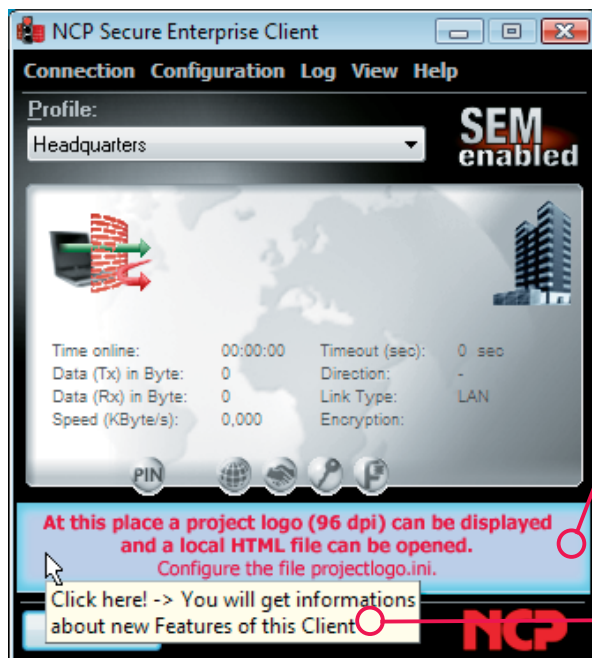 NCP Secure Enterprise Client
Connection Configuration Log View Help
Profile:
Headquarters
SEM
enabled
Time online: 00:00:00 Timeout (sec): 0 sec
Data (Tx) in Byte: 0 Direction: -
Data (Rx) in Byte: 0 Link Type: LAN
Speed (KByte/s): 0,000 Encryption:
PIN
At this place a project logo (96 dpi) can be displayed
and a local HTML file can be opened.
Configure the file projectlogo.ini.
Click here! -> You will get informations
about new Features of this Client
NCP